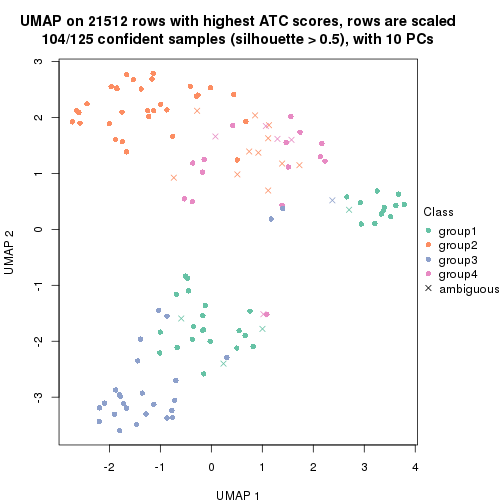 UMAP on 21512 rows with highest ATC scores, rows are scaled
104/125 confident samples (silhouette > 0.5), with 10 PCs
3
2
1
0
-1
-2
-3
UMAP 2
-2
-1
0
1
2
3
4
UMAP 1
Class
group1
group2
group3
group4
ambiguous